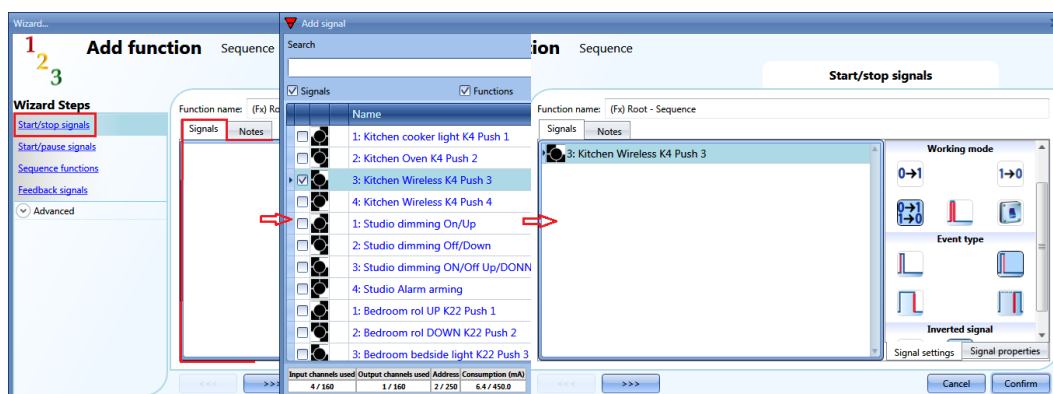 Wizard...
1
2
3
Add function Sequence
Wizard Steps
Start/stop signals
Start/pause signals
Sequence functions
Feedback signals
Advanced
Function name: (Fx) Ro
Signals Notes
<<< >>>
Add signal
Search
Signals Functions
Name
1: Kitchen cooker light K4 Push 1
2: Kitchen Oven K4 Push 2
3: Kitchen Wireless K4 Push 3
4: Kitchen Wireless K4 Push 4
1: Studio dimming On/Up
2: Studio dimming Off/Down
3: Studio dimming ON/Off Up/DONN
4: Studio Alarm arming
1: Bedroom rol UP K22 Push 1
2: Bedroom rol DOWN K22 Push 2
3: Bedroom bedside light K22 Push 3
Input channels used Output channels used Address Consumption (mA)
4 / 160 1 / 160 2 / 250 6.4 / 450.0
ion Sequence
Start/stop signals
Function name: (Fx) Root - Sequence
Signals Notes
3: Kitchen Wireless K4 Push 3
Working mode
0→1 1→0
0→1
1→0
Event type
Inverted signal
Signal settings Signal properties
<<< >>> Cancel Confirm